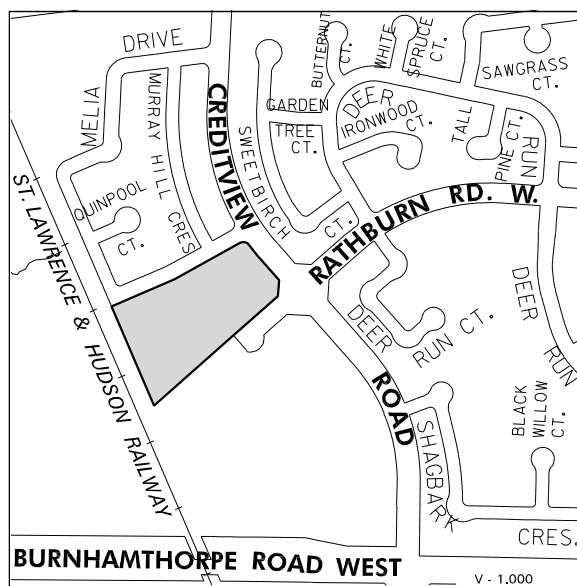 DRIVE
MELIA
MURRAY HILL CRES
QUINPOOL
CT.
CREDITVIEW
SWEETBIRCH
CT.
BUTTERNUT
CT.
WHITE
SPRUCE
CT.
SAWGRASS
CT.
GARDEN
TREE
CT.
DEER
RUN
IRONWOOD
CT.
TALL
PINE CT.
RATHBURN RD. W.
ST. LAWRENCE & HUDSON RAILWAY
DEER
RUN CT.
DEER
RUN
ROAD
SHAGBARK
CRES.
BLACK
WILLOW
CT.
BURNHAMTHORPE ROAD WEST
V - 1.000